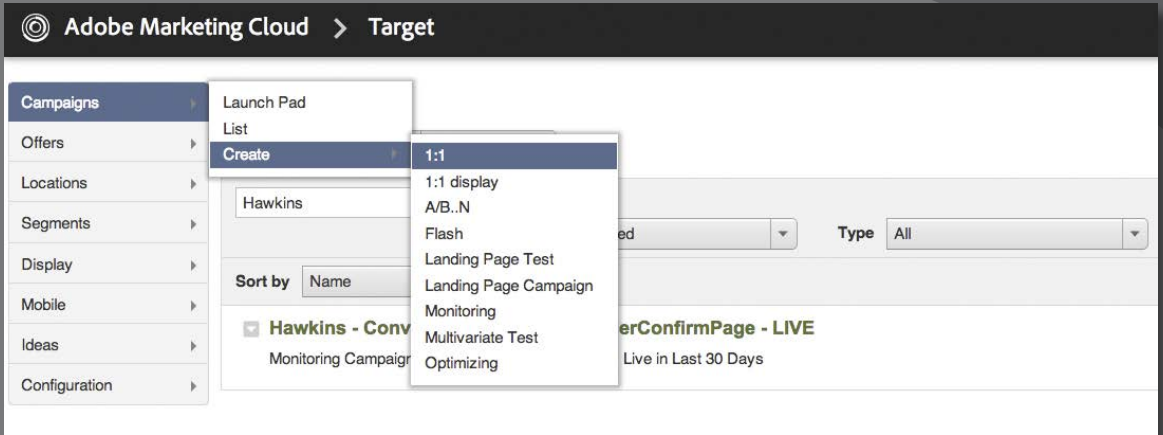 Adobe Marketing Cloud > Target
Campaigns
Offers
Locations
Segments
Display
Mobile
Ideas
Configuration
Launch Pad
List
Create
1:1
1:1 display
A/B..N
Flash
Landing Page Test
Landing Page Campaign
Monitoring
Multivariate Test
Optimizing
Hawkins
ed
Type All
Sort by Name
Hawkins - Conv erConfirmPage - LIVE
Monitoring Campaign Live in Last 30 Days